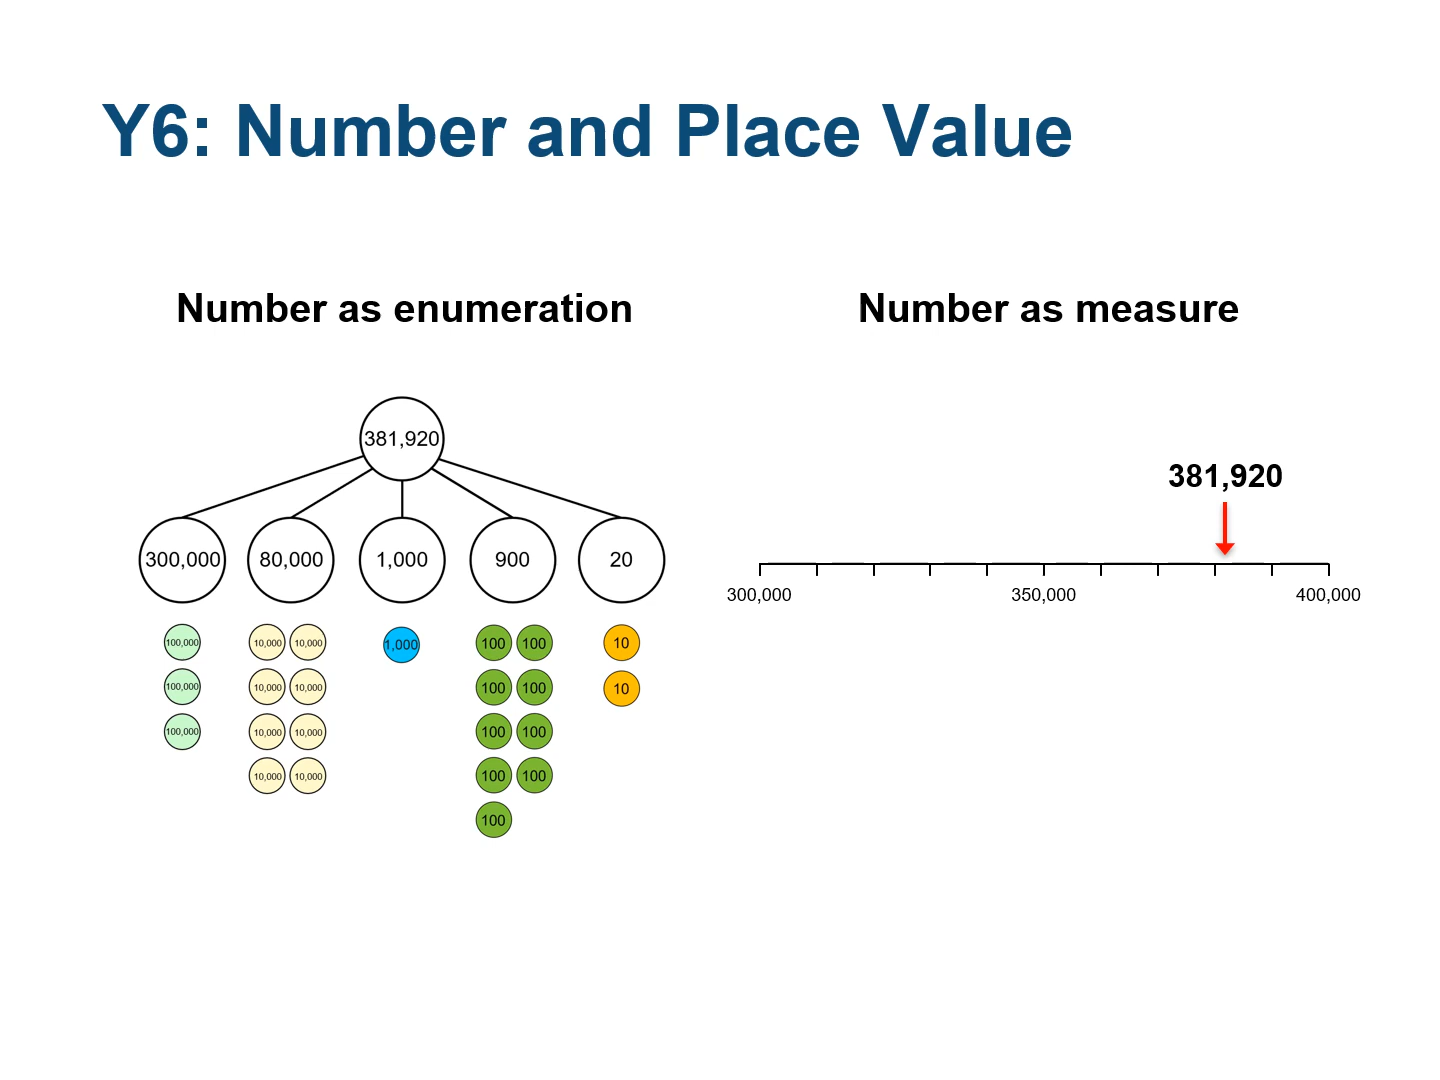 Y6: Number and Place Value
Number as enumeration
381,920
300,000 80,000 1,000 900 20
100,000 10,000 10,000 1,000 100 100 10
100,000 10,000 10,000 100 100 10
100,000 10,000 10,000 100 100
10,000 10,000 100 100
100
Number as measure
381,920
300,000 350,000 400,000